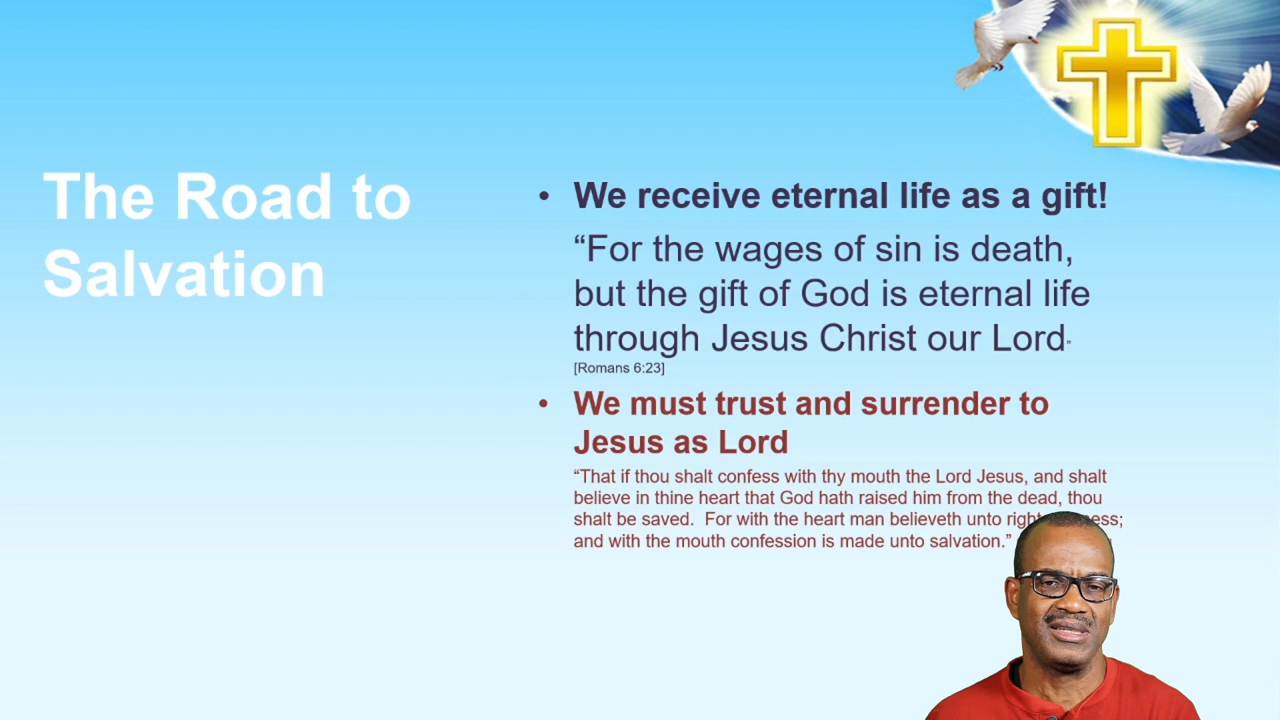 The Road to
Salvation
• We receive eternal life as a gift!
“For the wages of sin is death,
but the gift of God is eternal life
through Jesus Christ our Lord”
[Romans 6:23]
• We must trust and surrender to
Jesus as Lord
“That if thou shalt confess with thy mouth the Lord Jesus, and shalt
believe in thine heart that God hath raised him from the dead, thou
shalt be saved.  For with the heart man believeth unto
and with the mouth confession is made unto salvation.”